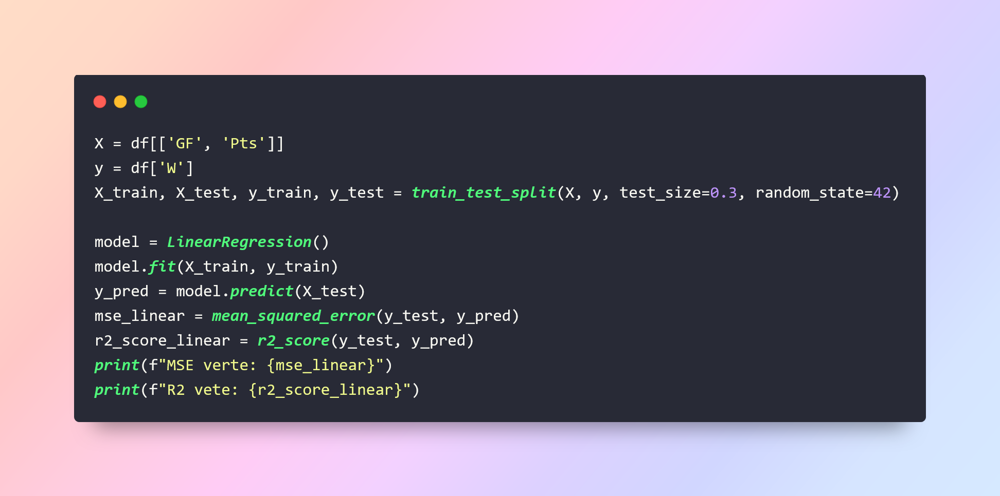 X = df[['GF', 'Pts']]
y = df['W']
X_train, X_test, y_train, y_test = train_test_split(X, y, test_size=0.3, random_state=42)
model = LinearRegression()
model.fit(X_train, y_train)
y_pred = model.predict(X_test)
mse_linear = mean_squared_error(y_test, y_pred)
r2_score_linear = r2_score(y_test, y_pred)
print(f"MSE verte: {mse_linear}")
print(f"R2 vete: {r2_score_linear}")